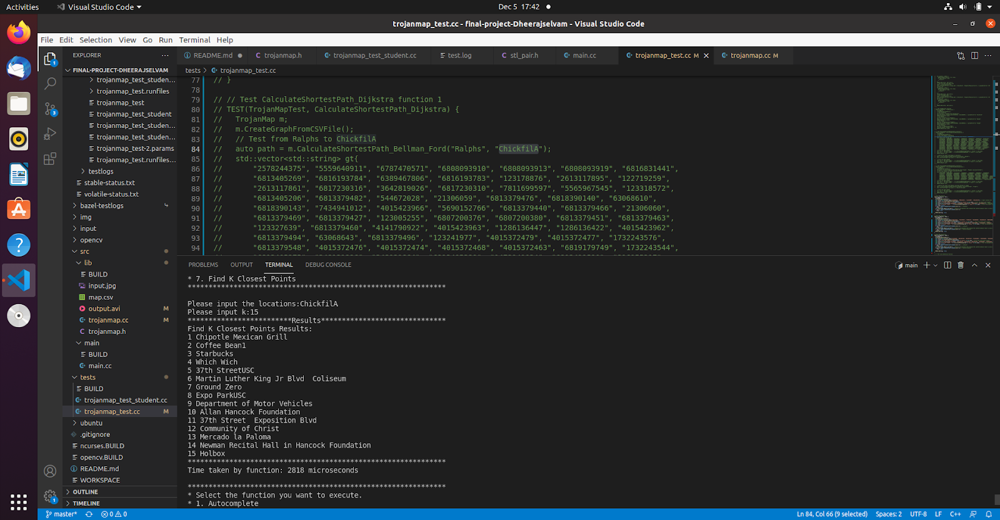 Activities
Visual Studio Code
Dec 5 17:42
trojanmap_test.cc - final-project-Dheerajselvam - Visual Studio Code
File Edit Selection View Go Run Terminal Help
EXPLORER
README.md
trojanmap.h
trojanmap_test_student.cc
test.log
stl_pair.h
main.cc
trojanmap_test.cc M
trojanmap.cc M
FINAL-PROJECT-DHEERAJSELVAM
trojanmap_test_studen...
trojanmap_test.runfiles
trojanmap_test
trojanmap_test_student
trojanmap_test_studen...
trojanmap_test_studen...
trojanmap_test-2.params
trojanmap_test.runfiles...
testlogs
stable-status.txt
volatile-status.txt
bazel-testlogs
img
input
opencv
src
lib
BUILD
input.jpg
map.csv
output.avi M
trojanmap.cc M
trojanmap.h
main
BUILD
main.cc
tests
BUILD
trojanmap_test_student.cc
trojanmap_test.cc M
ubuntu
.gitignore
ncurses.BUILD
opencv.BUILD
README.md
WORKSPACE
OUTLINE
TIMELINE
tests > trojanmap_test.cc
77 // }
78
79 // // Test CalculateShortestPath_Dijkstra function 1
80 // TEST(TrojanMapTest, CalculateShortestPath_Dijkstra) {
81 // TrojanMap m;
82 // m.CreateGraphFromCSVFile();
83 // // Test from Ralphs to ChickfilA
84 // auto path = m.CalculateShortestPath_Bellman_Ford("Ralphs", "ChickfilA");
85 // std::vector<std::string> gt{
86 // "2578244375", "5559640911", "6787470571", "6808093910", "6808093913", "6808093919", "6816831441",
87 // "6813405269", "6816193784", "6389467806", "6816193783", "123178876", "2613117895", "122719259",
88 // "2613117861", "6817230316", "3642819026", "6817230310", "7811699597", "5565967545", "123318572",
89 // "6813405206", "6813379482", "544672028", "21306059", "6813379476", "6818390140", "63068610",
90 // "6818390143", "7434941012", "4015423966", "5690152766", "6813379440", "6813379466", "21306060",
91 // "6813379469", "6813379427", "123005255", "6807200376", "6807200380", "6813379451", "6813379463",
92 // "123327639", "6813379460", "4141790922", "4015423963", "1286136447", "1286136422", "4015423962",
93 // "6813379494", "63068643", "6813379496", "123241977", "4015372479", "4015372477", "1732243576",
94 // "6813379548", "4015372476", "4015372474", "4015372468", "4015372463", "6819179749", "1732243544",
PROBLEMS OUTPUT TERMINAL DEBUG CONSOLE
main
* 7. Find K Closest Points
**************************************************************
Please input the locations:ChickfilA
Please input k:15
*************************Results******************************
Find K Closest Points Results:
1 Chipotle Mexican Grill
2 Coffee Bean1
3 Starbucks
4 Which Wich
5 37th StreetUSC
6 Martin Luther King Jr Blvd  Coliseum
7 Ground Zero
8 Expo ParkUSC
9 Department of Motor Vehicles
10 Allan Hancock Foundation
11 37th Street  Exposition Blvd
12 Community of Christ
13 Mercado la Paloma
14 Newman Recital Hall in Hancock Foundation
15 Holbox
**************************************************************
Time taken by function: 2818 microseconds
**************************************************************
* Select the function you want to execute.
* 1. Autocomplete
master* 0 0
Ln 84, Col 66 (9 selected) Spaces: 2 UTF-8 LF C++